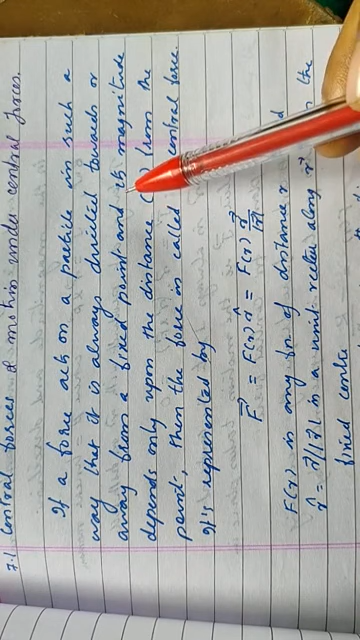 7.1 Central forces & motion under central forces.
If a force acts on a particle in such a
way that it is always directed towards or
away from a fixed point and its magnitude
depends only upon the distance from the
point, then the force is called central force.
It's represented by
F⃗ = F(r) r̂ = F(r) r⃗/|r⃗|
F(r) is any fn of distance r
r̂ = r⃗/|r⃗| is a unit vector along r⃗ the
fixed centre